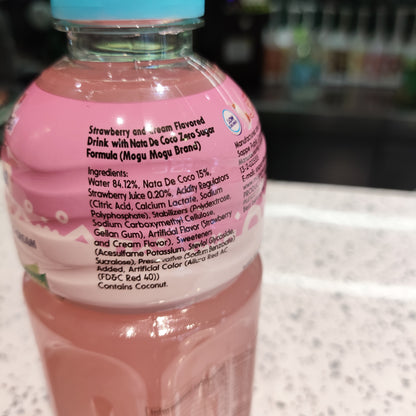 Strawberry and Cream Flavored
Drink with Nata De Coco Zero Sugar
Formula (Mogu Mogu Brand)
Ingredients:
Water 84.12%, Nata De Coco 15%,
Strawberry Juice 0.20%, Acidity Regulators
(Citric Acid, Calcium Lactate, Sodium
Polyphosphate), Stabilizers (Polydextrose,
Sodium Carboxymethyl Cellulose,
Gellan Gum), Artificial Flavor (Strawberry
and Cream Flavor), Sweeteners
(Acesulfame Potassium, Steviol Glycoside,
Sucralose), Preservative (Sodium Benzoate)
Added, Artificial Color (Allura Red AC
(FD&C Red 40))
Contains Coconut.